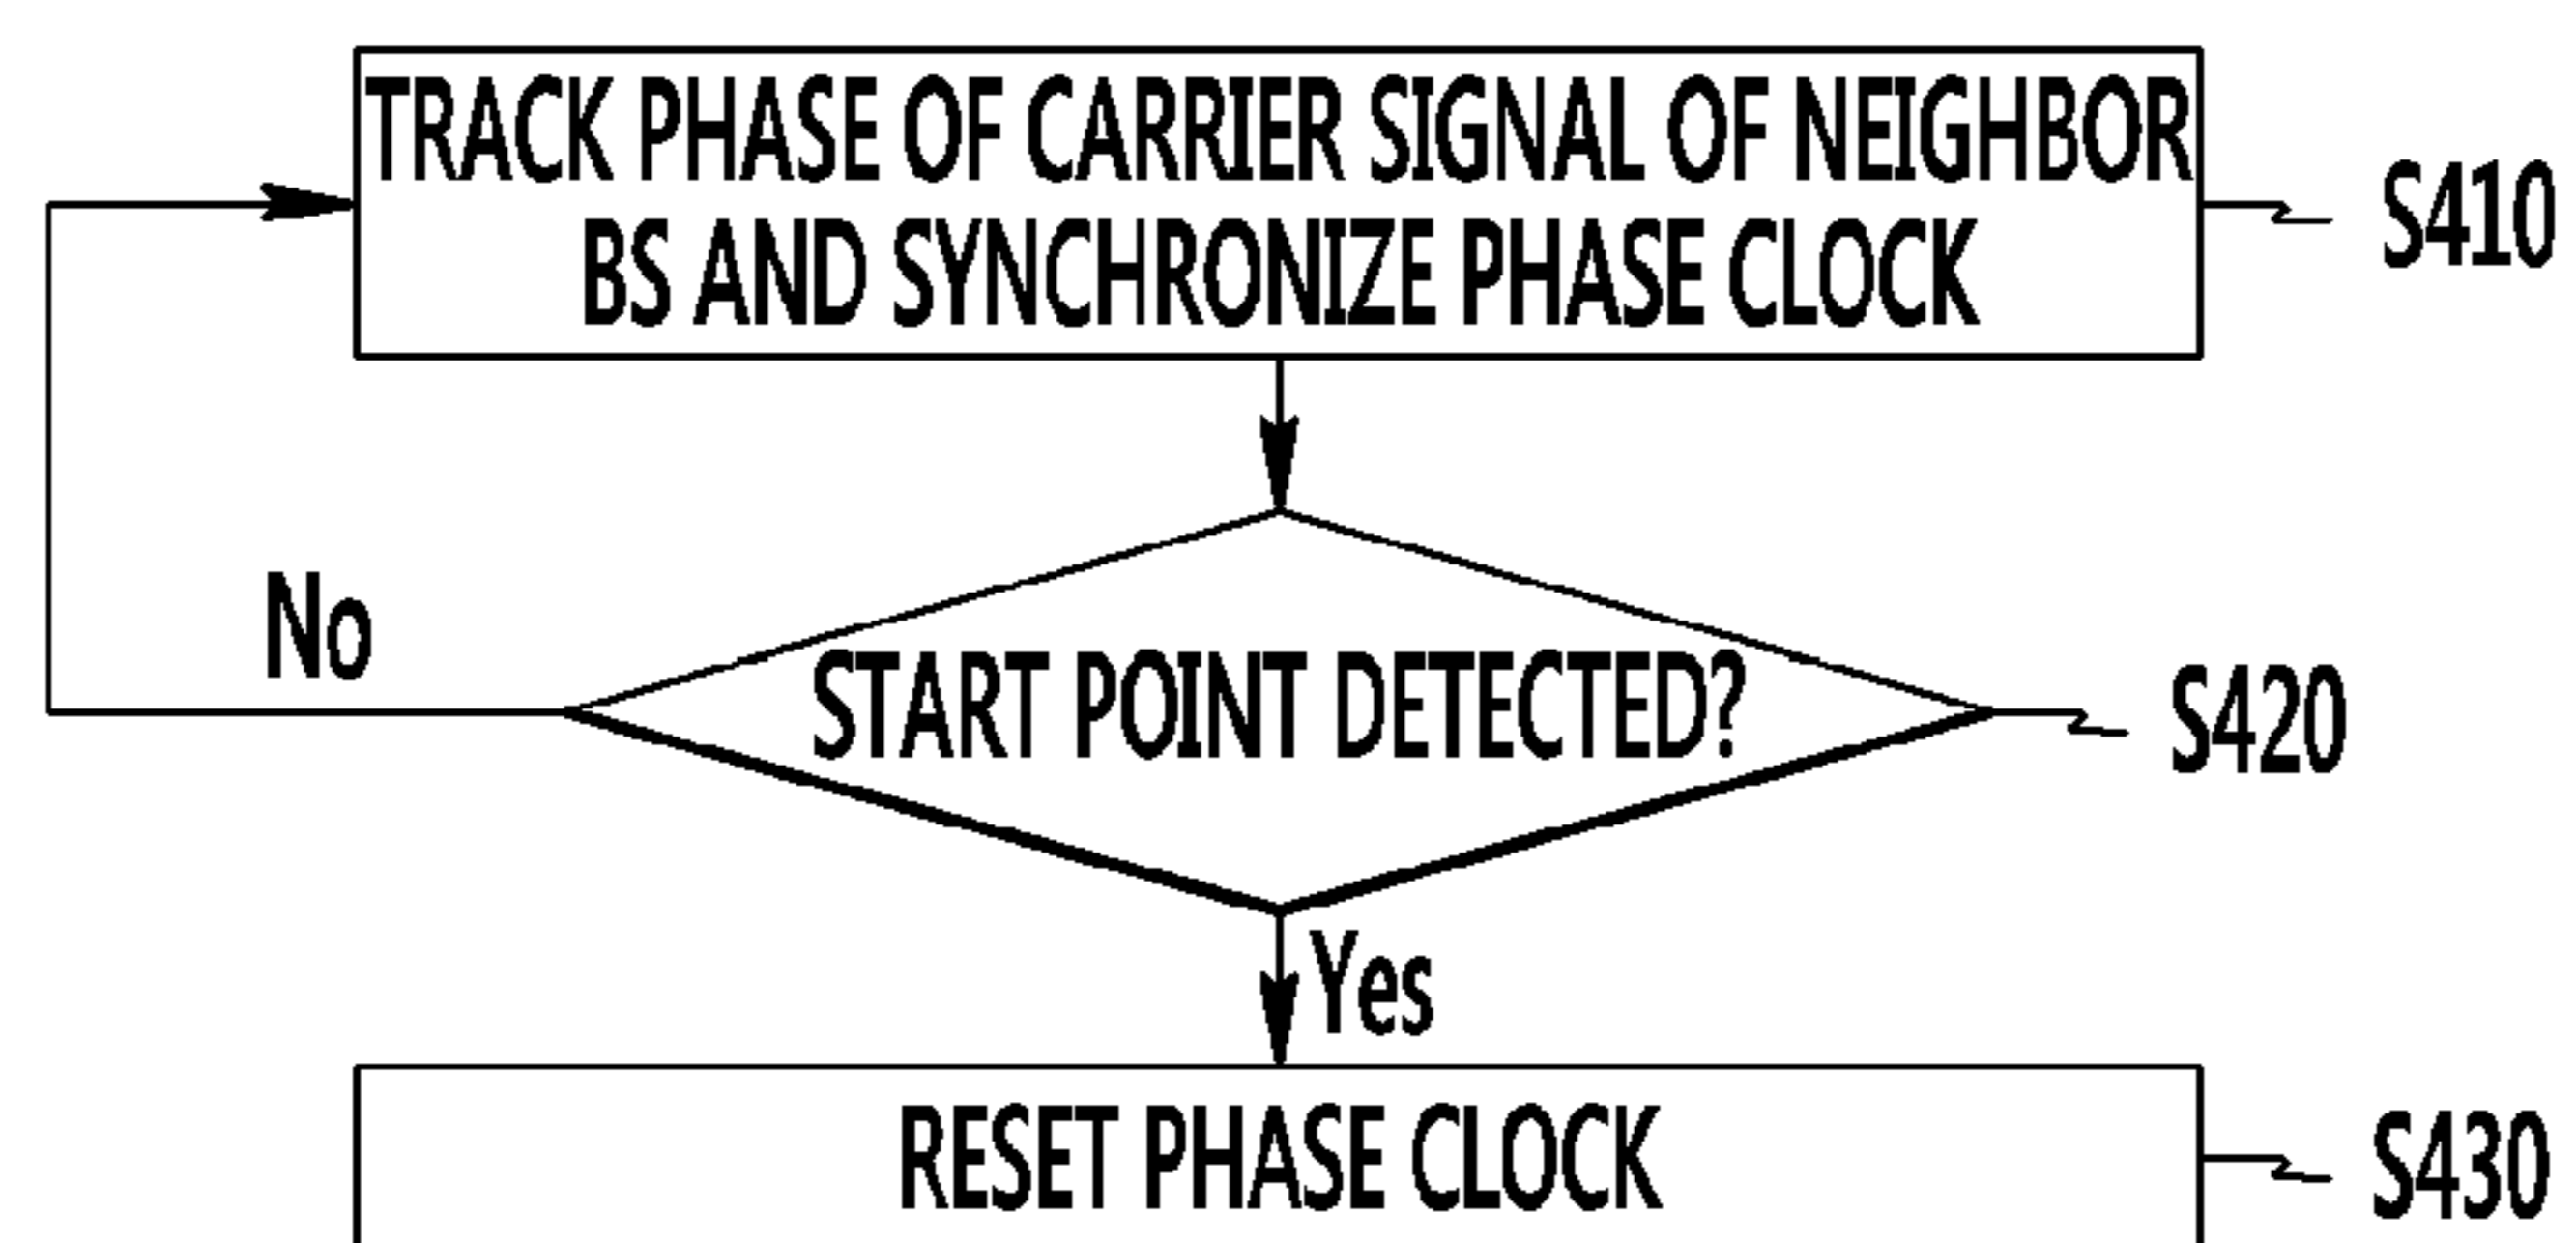 TRACK PHASE OF CARRIER SIGNAL OF NEIGHBOR
BS AND SYNCHRONIZE PHASE CLOCK
S410
No
START POINT DETECTED?
S420
Yes
RESET PHASE CLOCK
S430